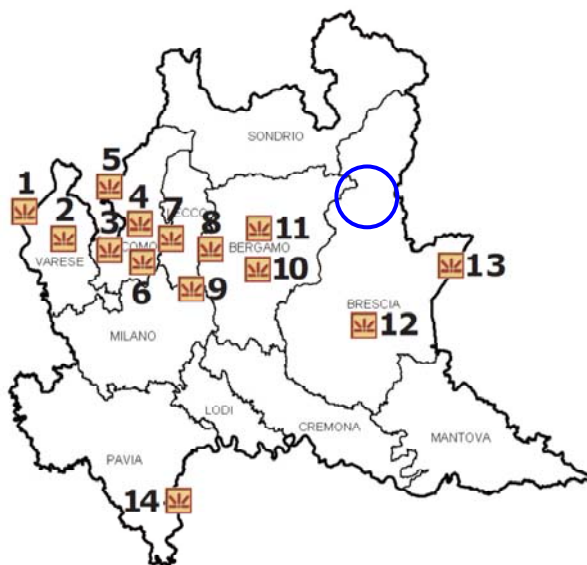 SONDRIO
5
1
4
7
LECCO
2
3
8
11
COMO
BERGAMO
VARESE
6
10
13
9
BRESCIA
12
MILANO
LODI
CREMONA
MANTOVA
PAVIA
14